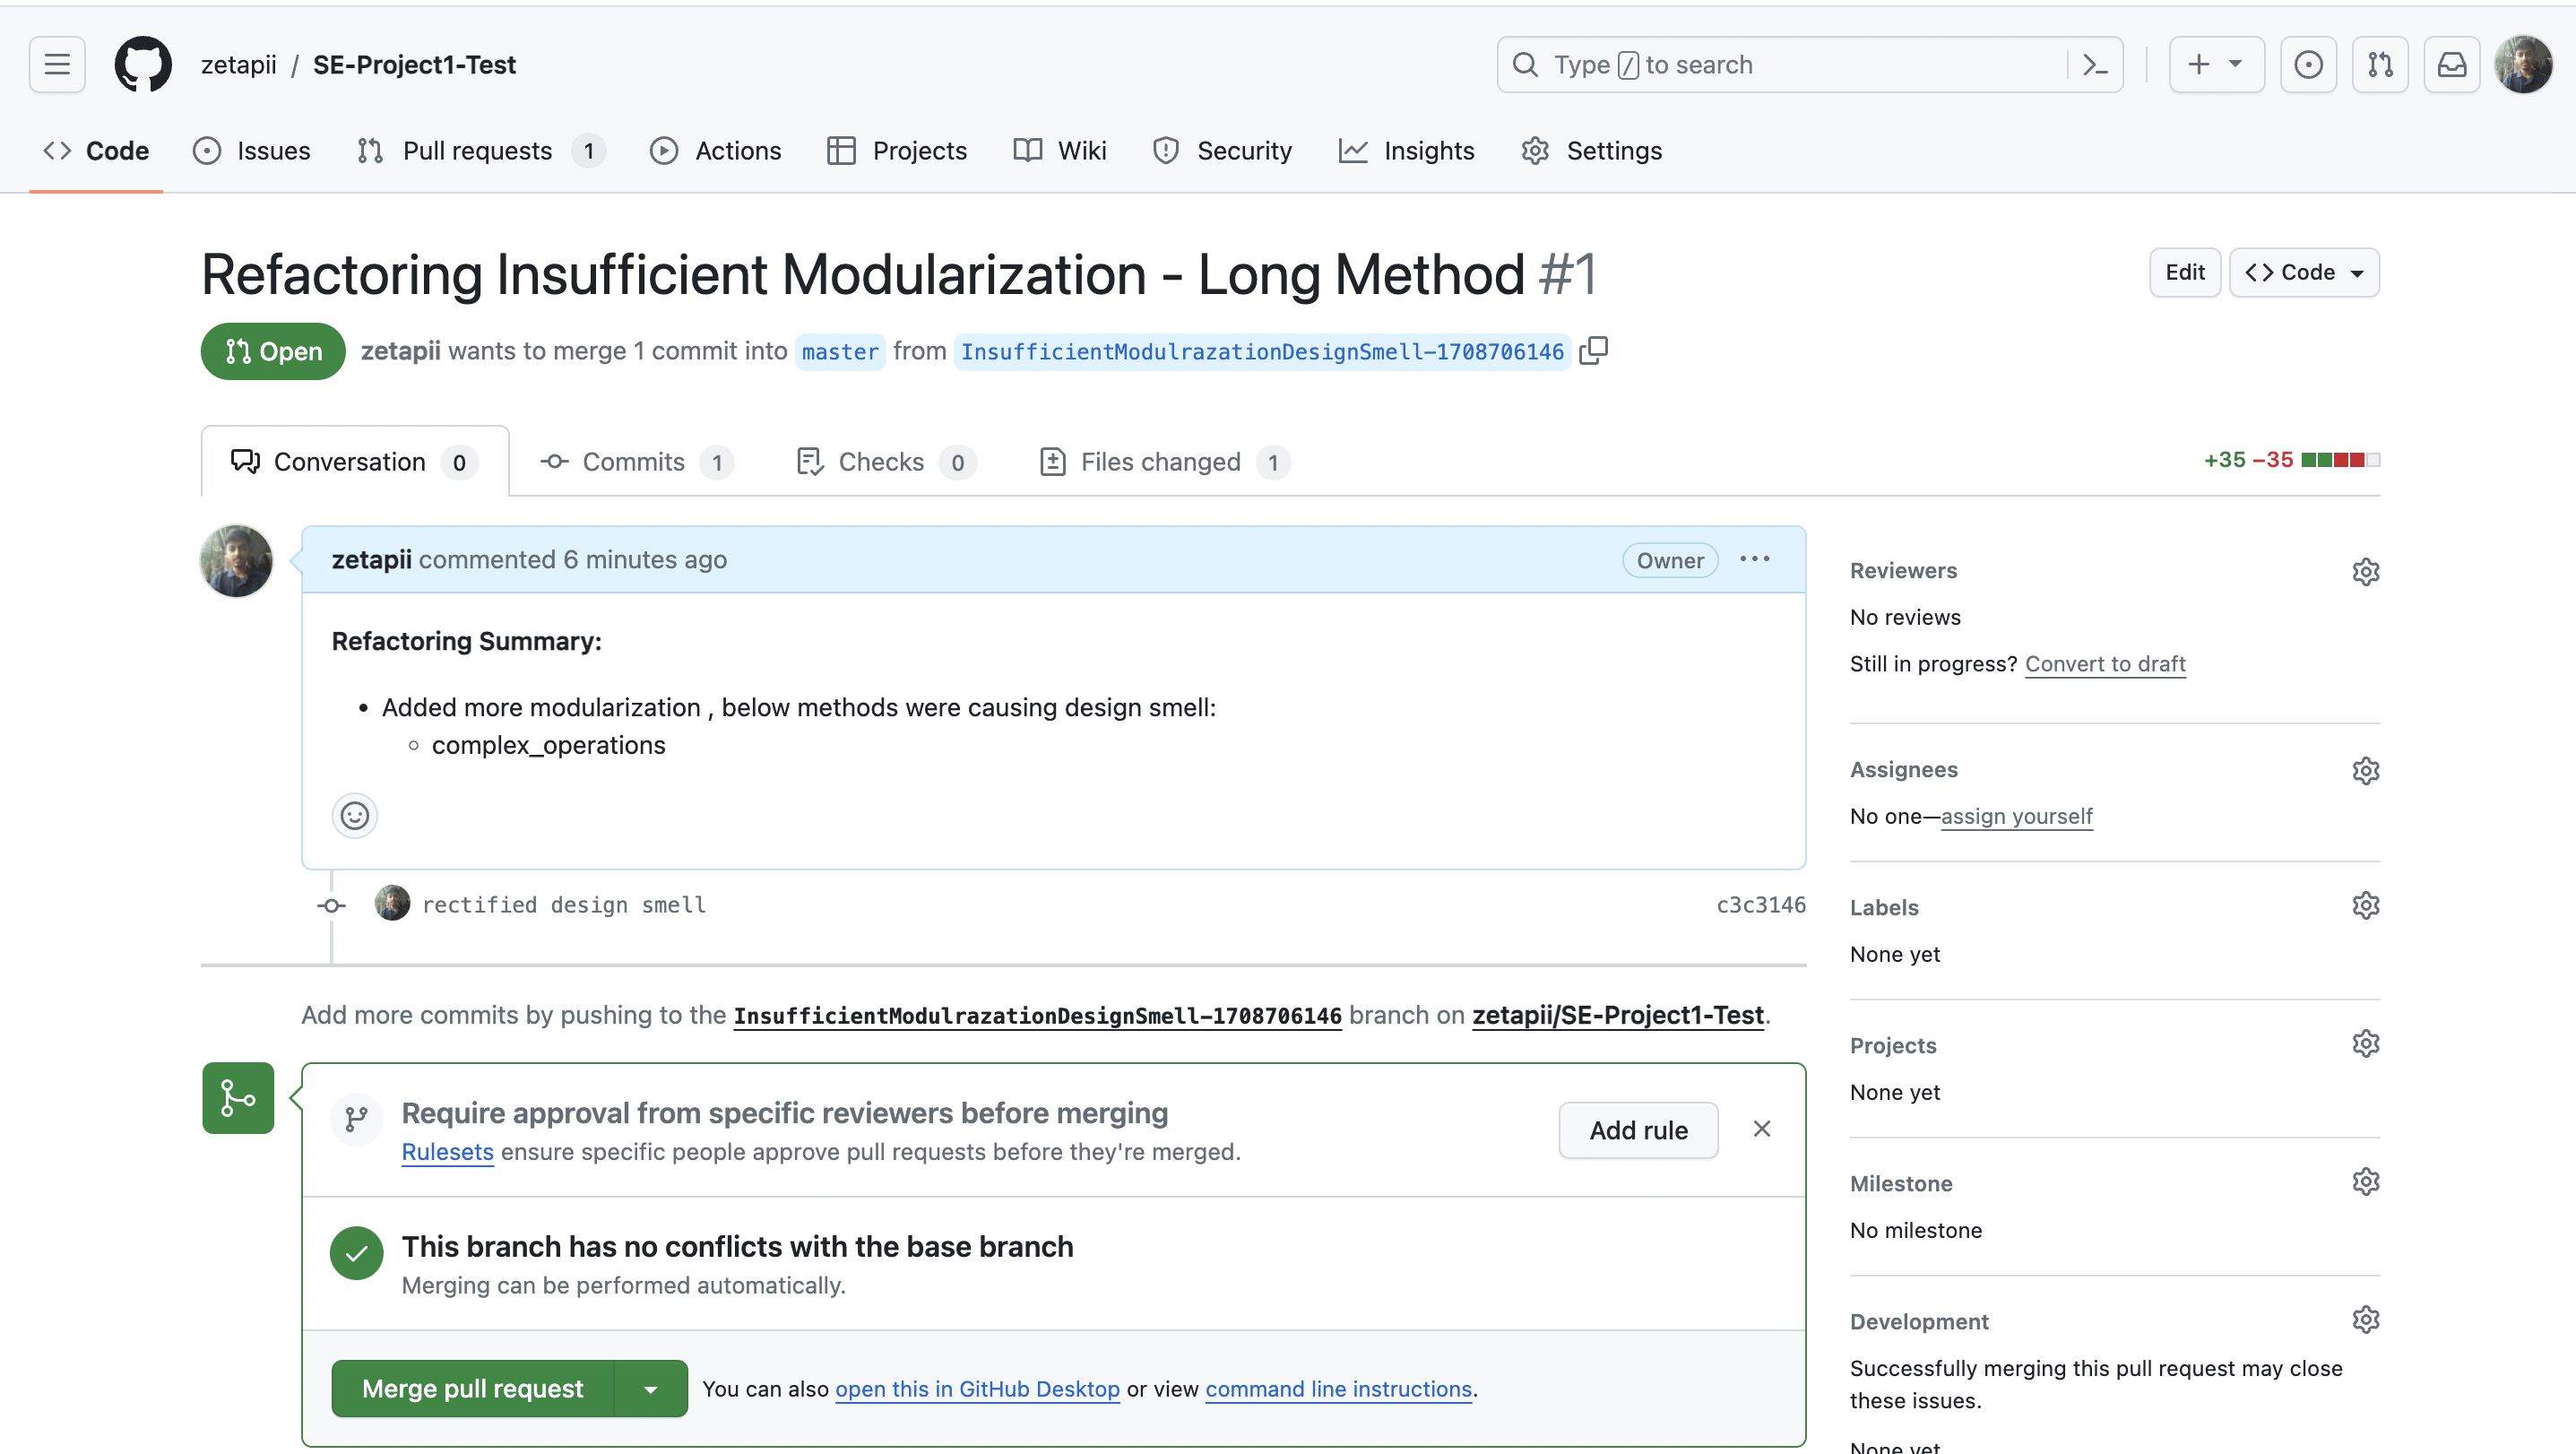 zetapii / SE-Project1-Test
Type / to search
Code
Issues
Pull requests 1
Actions
Projects
Wiki
Security
Insights
Settings
Refactoring Insufficient Modularization - Long Method #1
Edit
<> Code
Open
zetapii wants to merge 1 commit into master from InsufficientModulrazationDesignSmell-1708706146
Conversation 0
Commits 1
Checks 0
Files changed 1
+35 −35
zetapii commented 6 minutes ago
Owner
Refactoring Summary:
• Added more modularization , below methods were causing design smell:
◦ complex_operations
rectified design smell
c3c3146
Add more commits by pushing to the InsufficientModulrazationDesignSmell-1708706146 branch on zetapii/SE-Project1-Test.
Require approval from specific reviewers before merging
Rulesets ensure specific people approve pull requests before they're merged.
Add rule
This branch has no conflicts with the base branch
Merging can be performed automatically.
Merge pull request
You can also open this in GitHub Desktop or view command line instructions.
Reviewers
No reviews
Still in progress? Convert to draft
Assignees
No one—assign yourself
Labels
None yet
Projects
None yet
Milestone
No milestone
Development
Successfully merging this pull request may close
these issues.
None yet